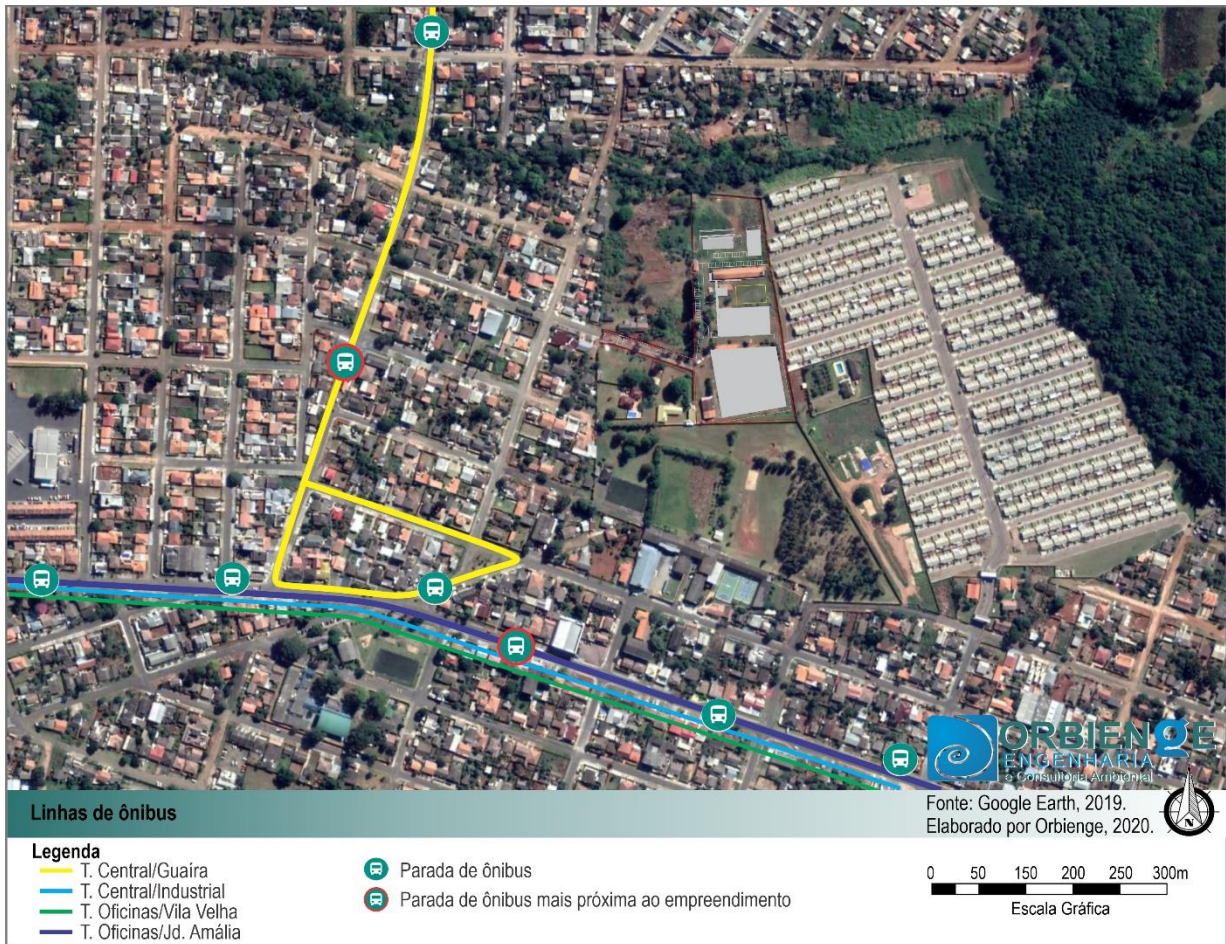 ORBIENGE
ENGENHARIA
e Consultoria Ambiental
Linhas de ônibus
Fonte: Google Earth, 2019.
Elaborado por Orbienge, 2020.
N
Legenda
T. Central/Guaíra
T. Central/Industrial
T. Oficinas/Vila Velha
T. Oficinas/Jd. Amália
Parada de ônibus
Parada de ônibus mais próxima ao empreendimento
0 50 100 150 200 250 300m
Escala Gráfica